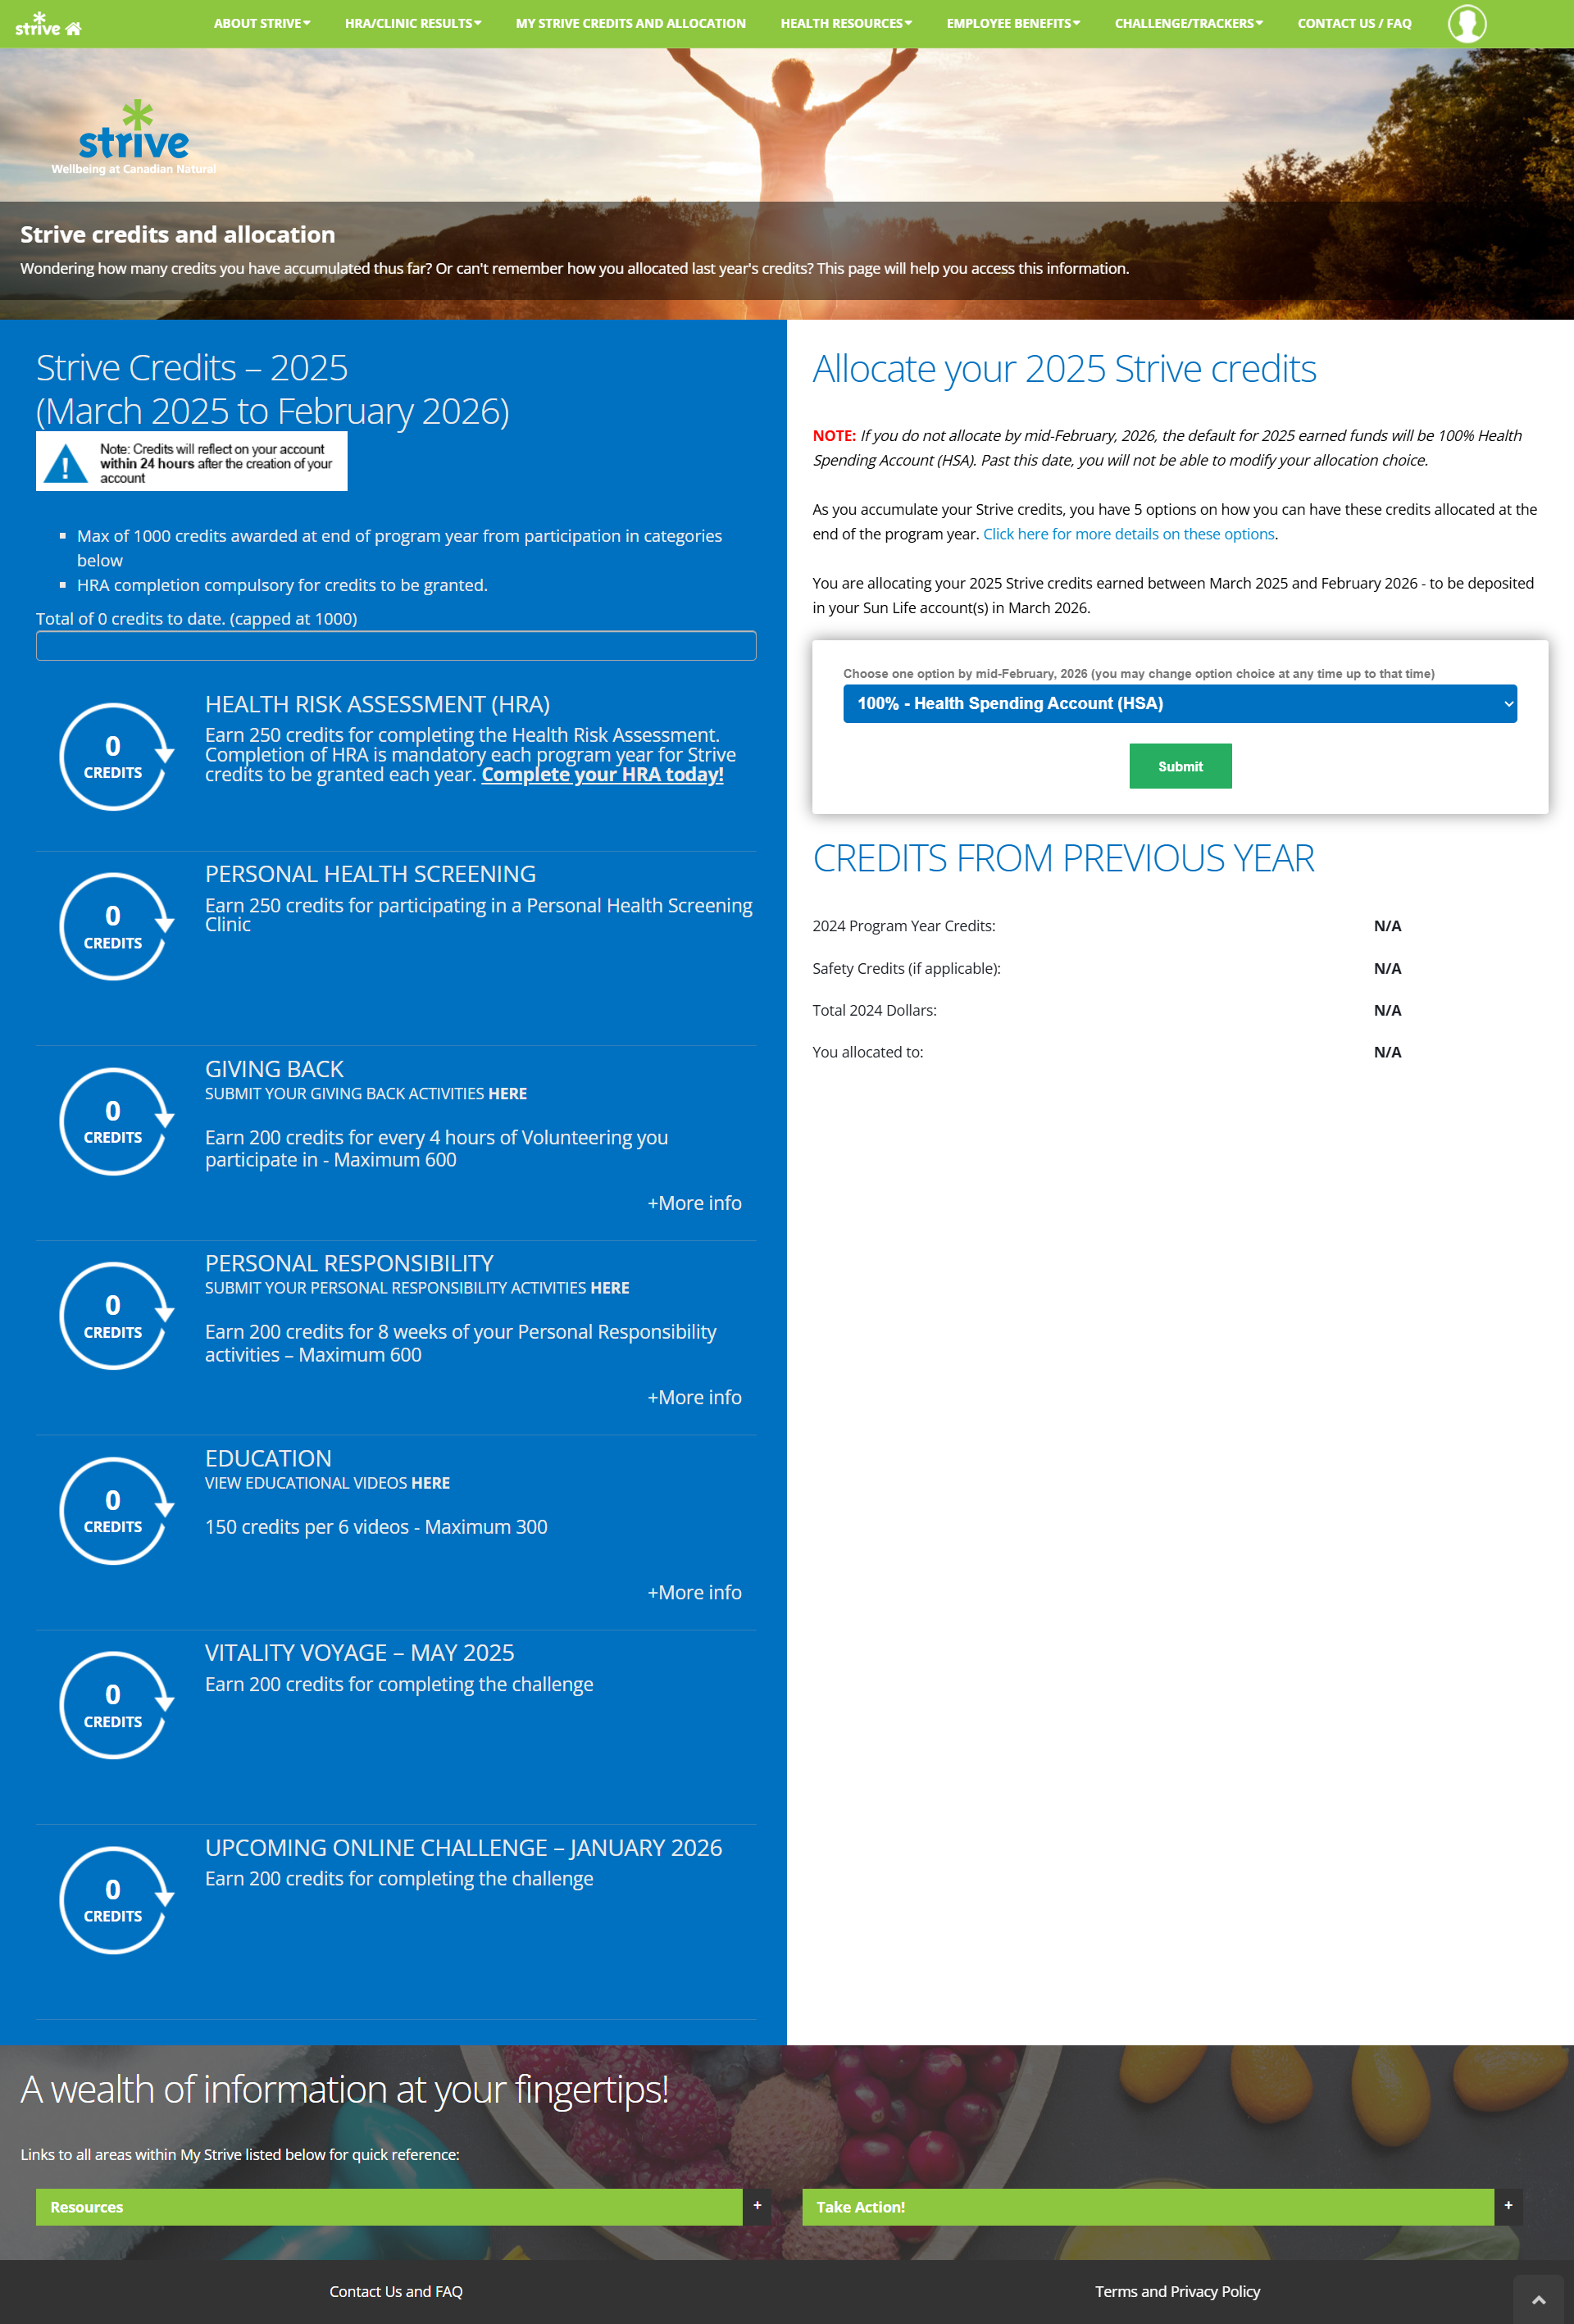 strive
ABOUT STRIVE
HRA/CLINIC RESULTS
MY STRIVE CREDITS AND ALLOCATION
HEALTH RESOURCES
EMPLOYEE BENEFITS
CHALLENGE/TRACKERS
CONTACT US / FAQ
strive
Wellbeing at Canadian Natural
Strive credits and allocation
Wondering how many credits you have accumulated thus far? Or can't remember how you allocated last year's credits? This page will help you access this information.
Strive Credits – 2025
(March 2025 to February 2026)
Note: Credits will reflect on your account
within 24 hours after the creation of your
account
Max of 1000 credits awarded at end of program year from participation in categories
below
HRA completion compulsory for credits to be granted.
Total of 0 credits to date. (capped at 1000)
0
CREDITS
HEALTH RISK ASSESSMENT (HRA)
Earn 250 credits for completing the Health Risk Assessment.
Completion of HRA is mandatory each program year for Strive
credits to be granted each year. Complete your HRA today!
0
CREDITS
PERSONAL HEALTH SCREENING
Earn 250 credits for participating in a Personal Health Screening
Clinic
0
CREDITS
GIVING BACK
SUBMIT YOUR GIVING BACK ACTIVITIES HERE
Earn 200 credits for every 4 hours of Volunteering you
participate in - Maximum 600
+More info
0
CREDITS
PERSONAL RESPONSIBILITY
SUBMIT YOUR PERSONAL RESPONSIBILITY ACTIVITIES HERE
Earn 200 credits for 8 weeks of your Personal Responsibility
activities – Maximum 600
+More info
0
CREDITS
EDUCATION
VIEW EDUCATIONAL VIDEOS HERE
150 credits per 6 videos - Maximum 300
+More info
0
CREDITS
VITALITY VOYAGE – MAY 2025
Earn 200 credits for completing the challenge
0
CREDITS
UPCOMING ONLINE CHALLENGE – JANUARY 2026
Earn 200 credits for completing the challenge
Allocate your 2025 Strive credits
NOTE: If you do not allocate by mid-February, 2026, the default for 2025 earned funds will be 100% Health
Spending Account (HSA). Past this date, you will not be able to modify your allocation choice.
As you accumulate your Strive credits, you have 5 options on how you can have these credits allocated at the
end of the program year. Click here for more details on these options.
You are allocating your 2025 Strive credits earned between March 2025 and February 2026 - to be deposited
in your Sun Life account(s) in March 2026.
Choose one option by mid-February, 2026 (you may change option choice at any time up to that time)
100% - Health Spending Account (HSA)
Submit
CREDITS FROM PREVIOUS YEAR
2024 Program Year Credits: N/A
Safety Credits (if applicable): N/A
Total 2024 Dollars: N/A
You allocated to: N/A
A wealth of information at your fingertips!
Links to all areas within My Strive listed below for quick reference:
Resources +
Take Action! +
Contact Us and FAQ
Terms and Privacy Policy